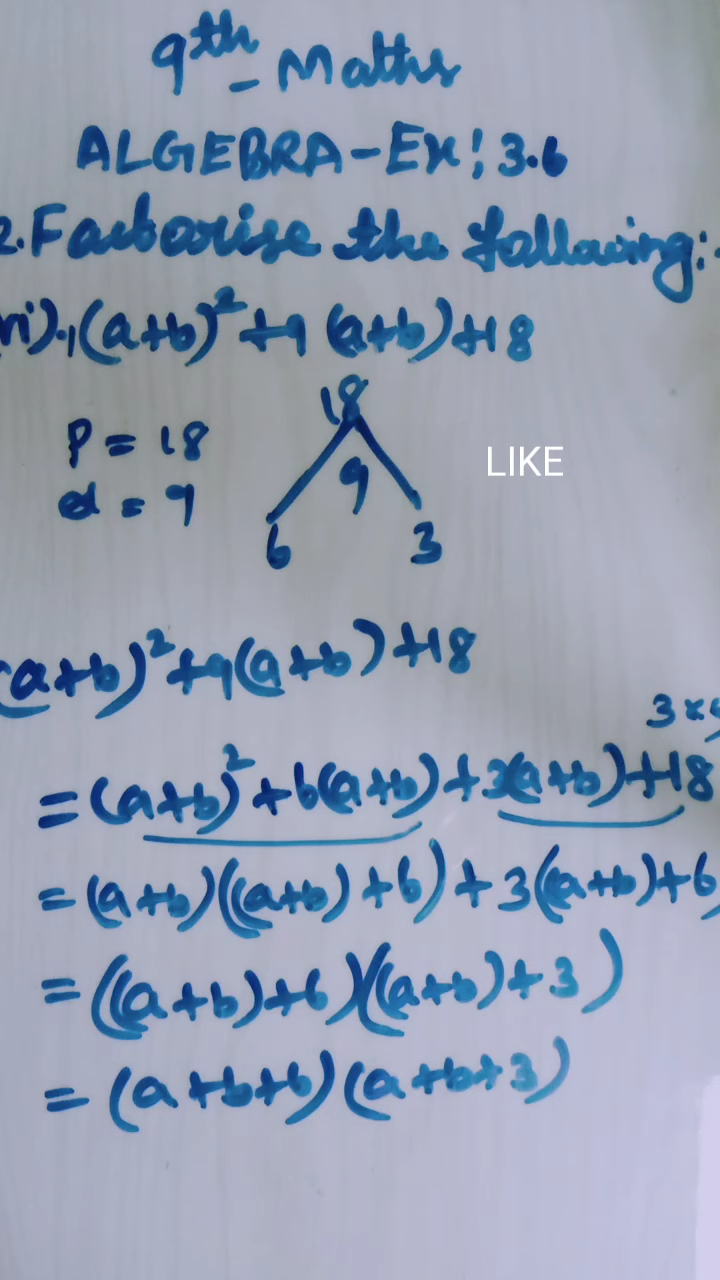 9th - Maths
ALGEBRA - Ex: 3.6
2. Factorise the following:-
(a+b)² + 9(a+b) + 18
18
P = 18
9
LIKE
= 9
6 3
(a+b)² + 9(a+b) + 18
3 ×
= (a+b)² + 6(a+b) + 3(a+b) + 18
= (a+b)((a+b) + 6) + 3((a+b) + 6
= ((a+b)+6)((a+b)+3)
= (a+b+6)(a+b+3)